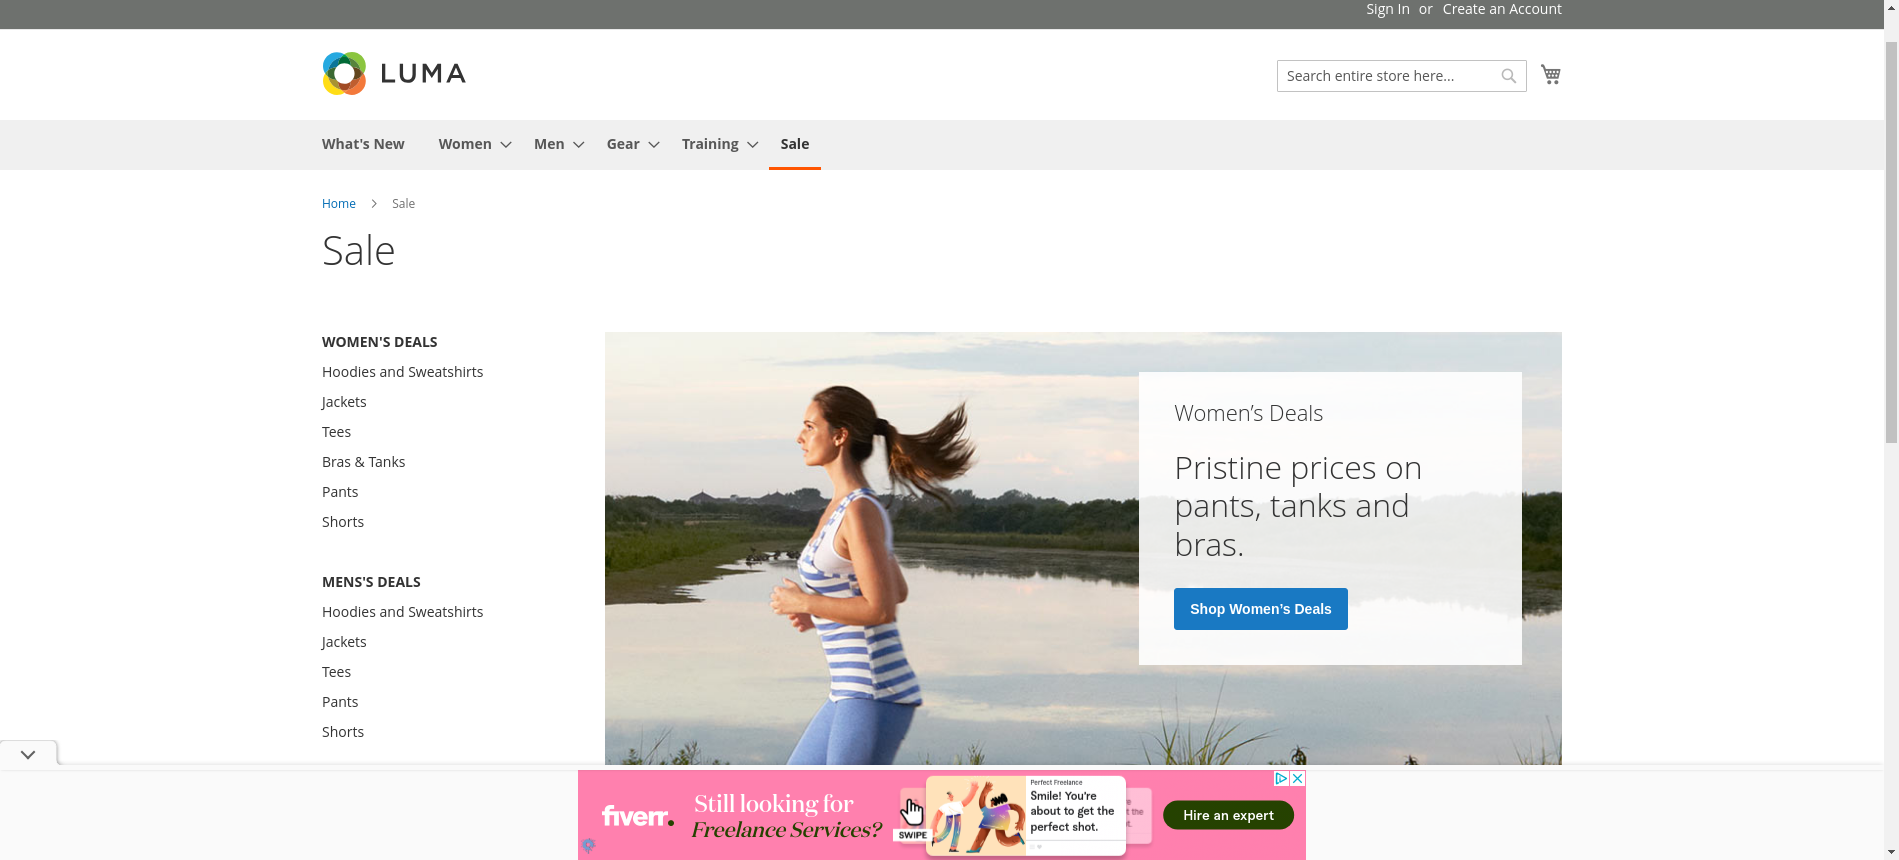 Sign In or Create an Account
LUMA
Search entire store here...
What's New Women Men Gear Training Sale
Home Sale
Sale
WOMEN'S DEALS
Hoodies and Sweatshirts
Jackets
Tees
Bras & Tanks
Pants
Shorts
MENS'S DEALS
Hoodies and Sweatshirts
Jackets
Tees
Pants
Shorts
Women’s Deals
Pristine prices on
pants, tanks and
bras.
Shop Women’s Deals
fiverr.
Still looking for
Freelance Services?
SWIPE
Perfect Freelance
Smile! You're
about to get the
perfect shot.
Hire an expert